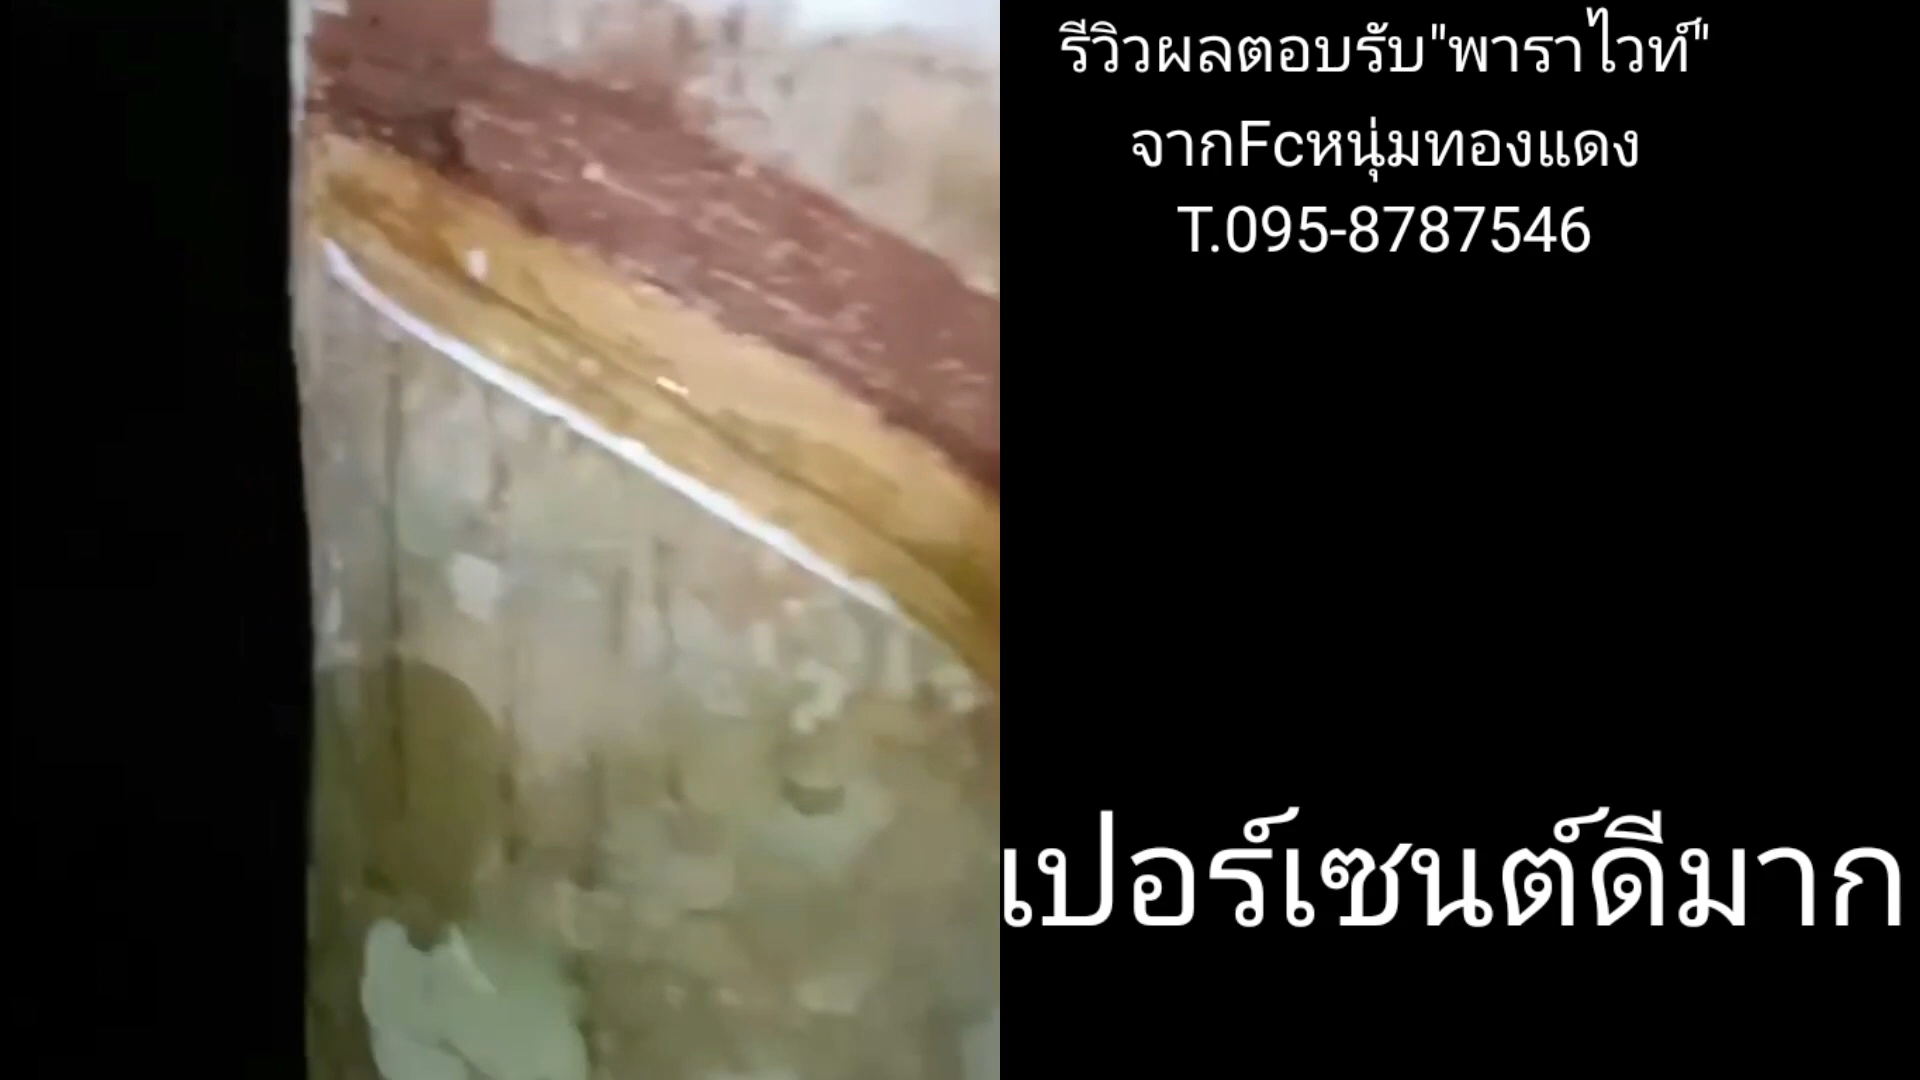 รีวิวผลตอบรับ"พาราไวท์"
จากFcหนุ่มทองแดง
T.095-8787546
เปอร์เซนต์ดีมาก